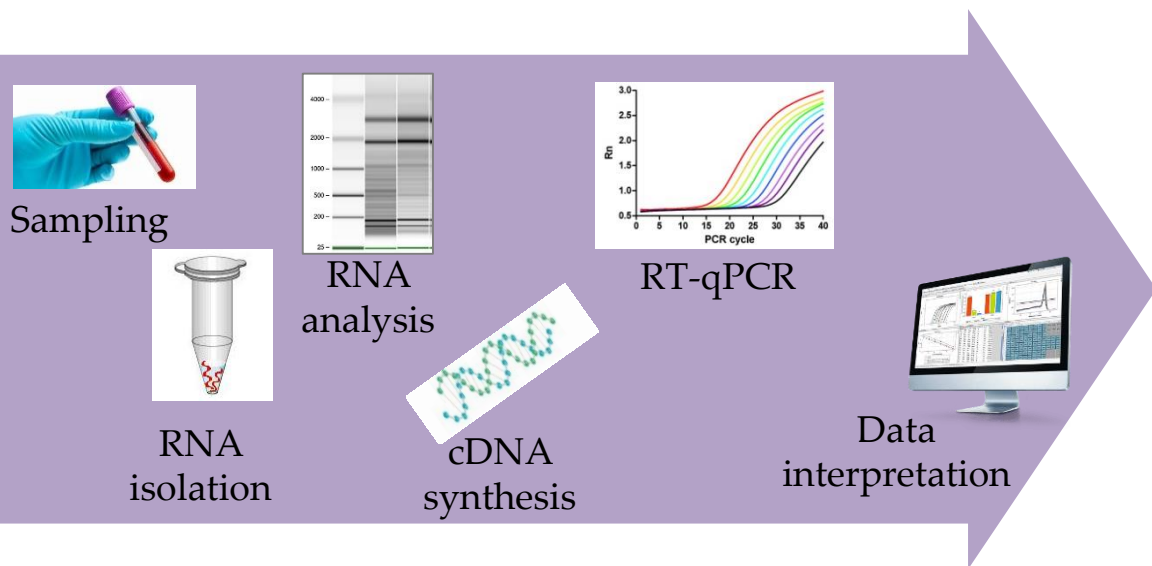 Sampling
RNA
isolation
4000
2000
1000
500
200
25
RNA
analysis
cDNA
synthesis
3.0
2.5
2.0
1.5
1.0
0.5
Rn
0 5 10 15 20 25 30 35 40
PCR cycle
RT-qPCR
Data
interpretation